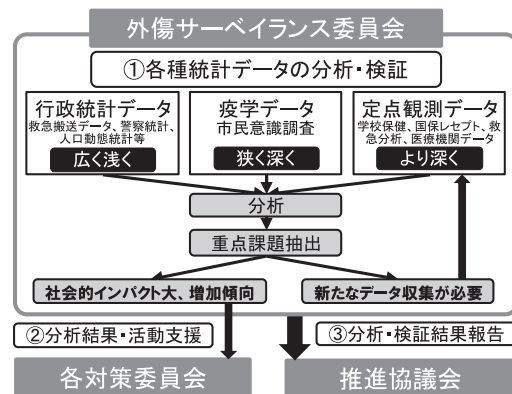 外傷サーベイランス委員会
①各種統計データの分析・検証
行政統計データ
救急搬送データ、警察統計、
人口動態統計等
広く浅く
疫学データ
市民意識調査
狭く深く
定点観測データ
学校保健、国保レセプト、救
急分析、医療機関データ
より深く
分析
重点課題抽出
社会的インパクト大、増加傾向
新たなデータ収集が必要
②分析結果・活動支援
③分析・検証結果報告
各対策委員会
推進協議会